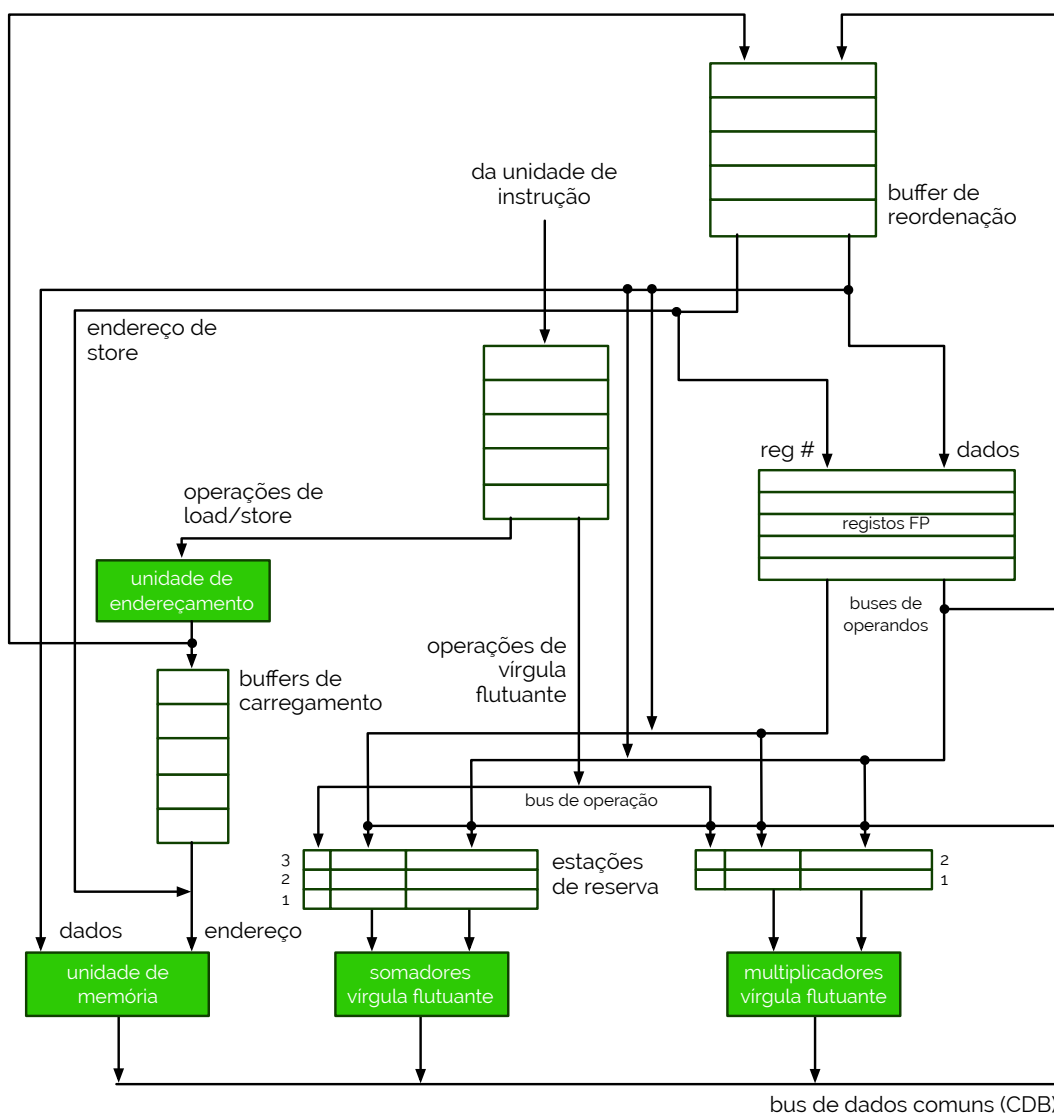 da unidade de
instrução
buffer de
reordenação
endereço de
store
reg #
dados
operações de
load/store
registos FP
unidade de
endereçamento
buses de
operandos
operações de
vírgula
flutuante
buffers de
carregamento
bus de operação
3
2
1
estações
de reserva
2
1
dados
endereço
unidade de
memória
somadores
vírgula flutuante
multiplicadores
vírgula flutuante
bus de dados comuns (CDB)